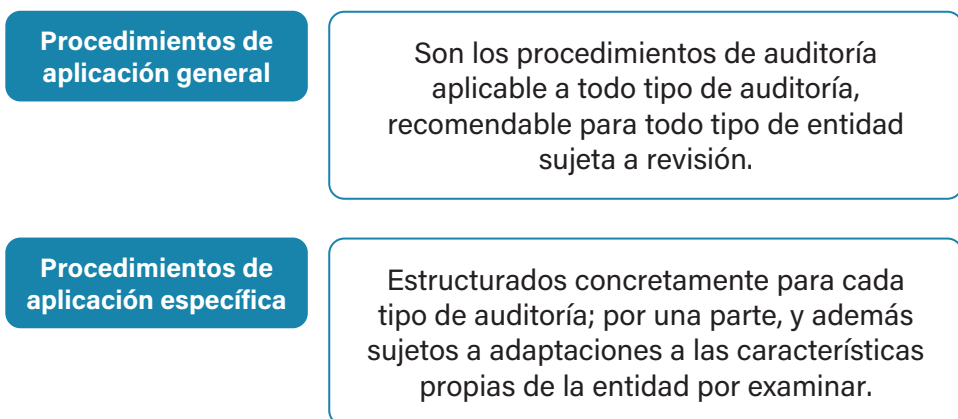 Procedimientos de
aplicación general
Son los procedimientos de auditoría
aplicable a todo tipo de auditoría,
recomendable para todo tipo de entidad
sujeta a revisión.
Procedimientos de
aplicación específica
Estructurados concretamente para cada
tipo de auditoría; por una parte, y además
sujetos a adaptaciones a las características
propias de la entidad por examinar.